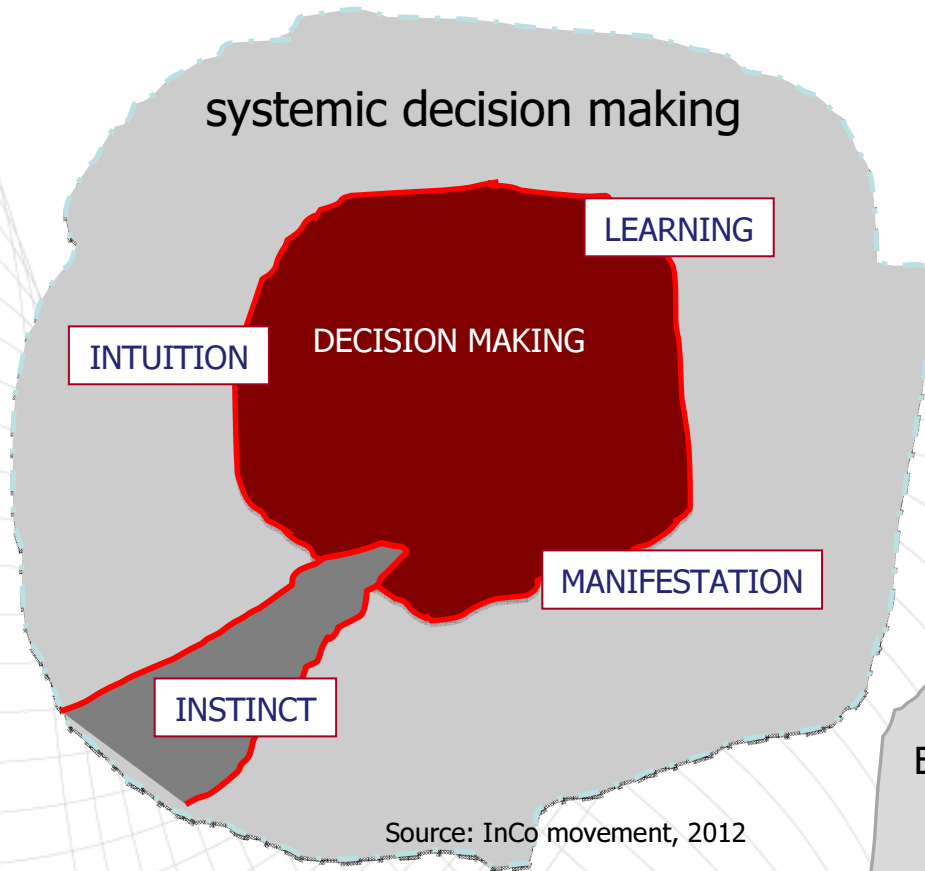 systemic decision making
LEARNING
DECISION MAKING
INTUITION
MANIFESTATION
INSTINCT
Source: InCo movement, 2012